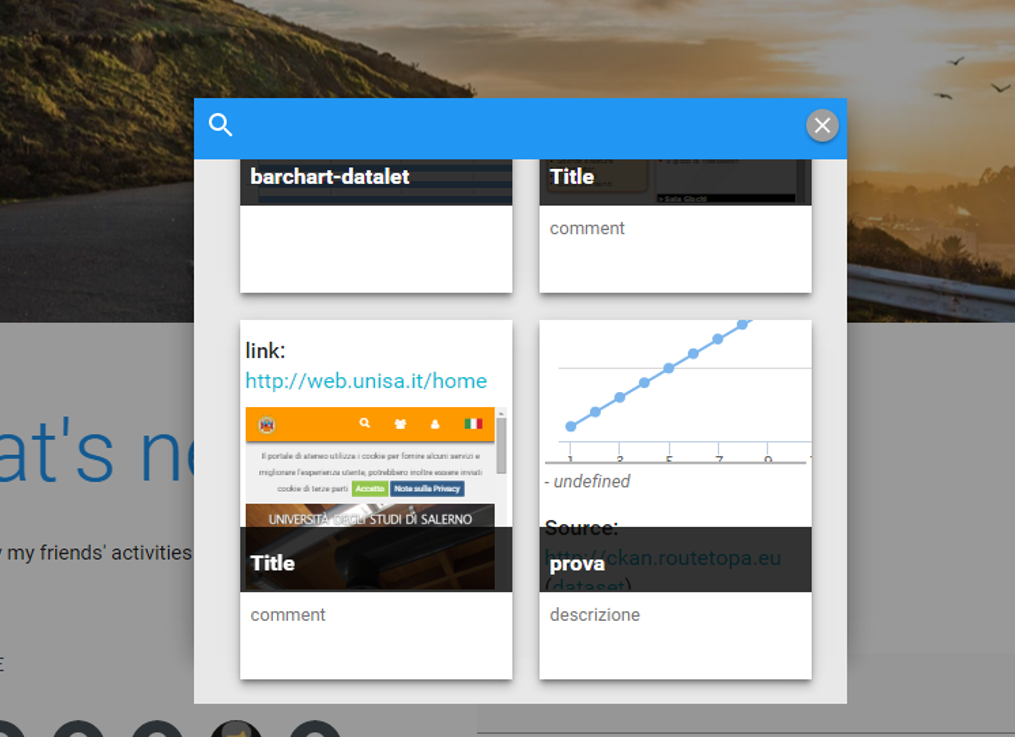 barchart-datalet
Title
» Sala Giochi
comment
link:
http://web.unisa.it/home
Il portale di ateneo utilizza i cookie per fornire alcuni servizi e
migliorare l'esperienza utente, potrebbero inoltre essere inviati
cookie di terze parti Accetto Note sulla Privacy
UNIVERSITÀ DEGLI STUDI DI SALERNO
Title
comment
1 3 5 7 9
- undefined
Source:
http://ckan.routetopa.eu
(dataset)
prova
descrizione
at's ne
my friends' activities
E